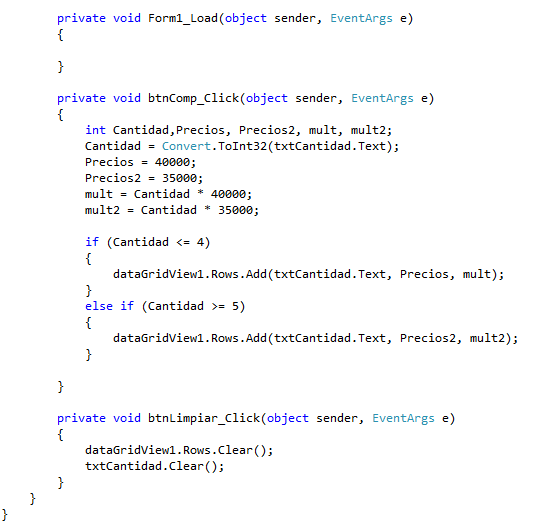 private void Form1_Load(object sender, EventArgs e)
{
}
private void btnComp_Click(object sender, EventArgs e)
{
int Cantidad,Precios, Precios2, mult, mult2;
Cantidad = Convert.ToInt32(txtCantidad.Text);
Precios = 40000;
Precios2 = 35000;
mult = Cantidad * 40000;
mult2 = Cantidad * 35000;
if (Cantidad <= 4)
{
dataGridView1.Rows.Add(txtCantidad.Text, Precios, mult);
}
else if (Cantidad >= 5)
{
dataGridView1.Rows.Add(txtCantidad.Text, Precios2, mult2);
}
}
private void btnLimpiar_Click(object sender, EventArgs e)
{
dataGridView1.Rows.Clear();
txtCantidad.Clear();
}
}
}